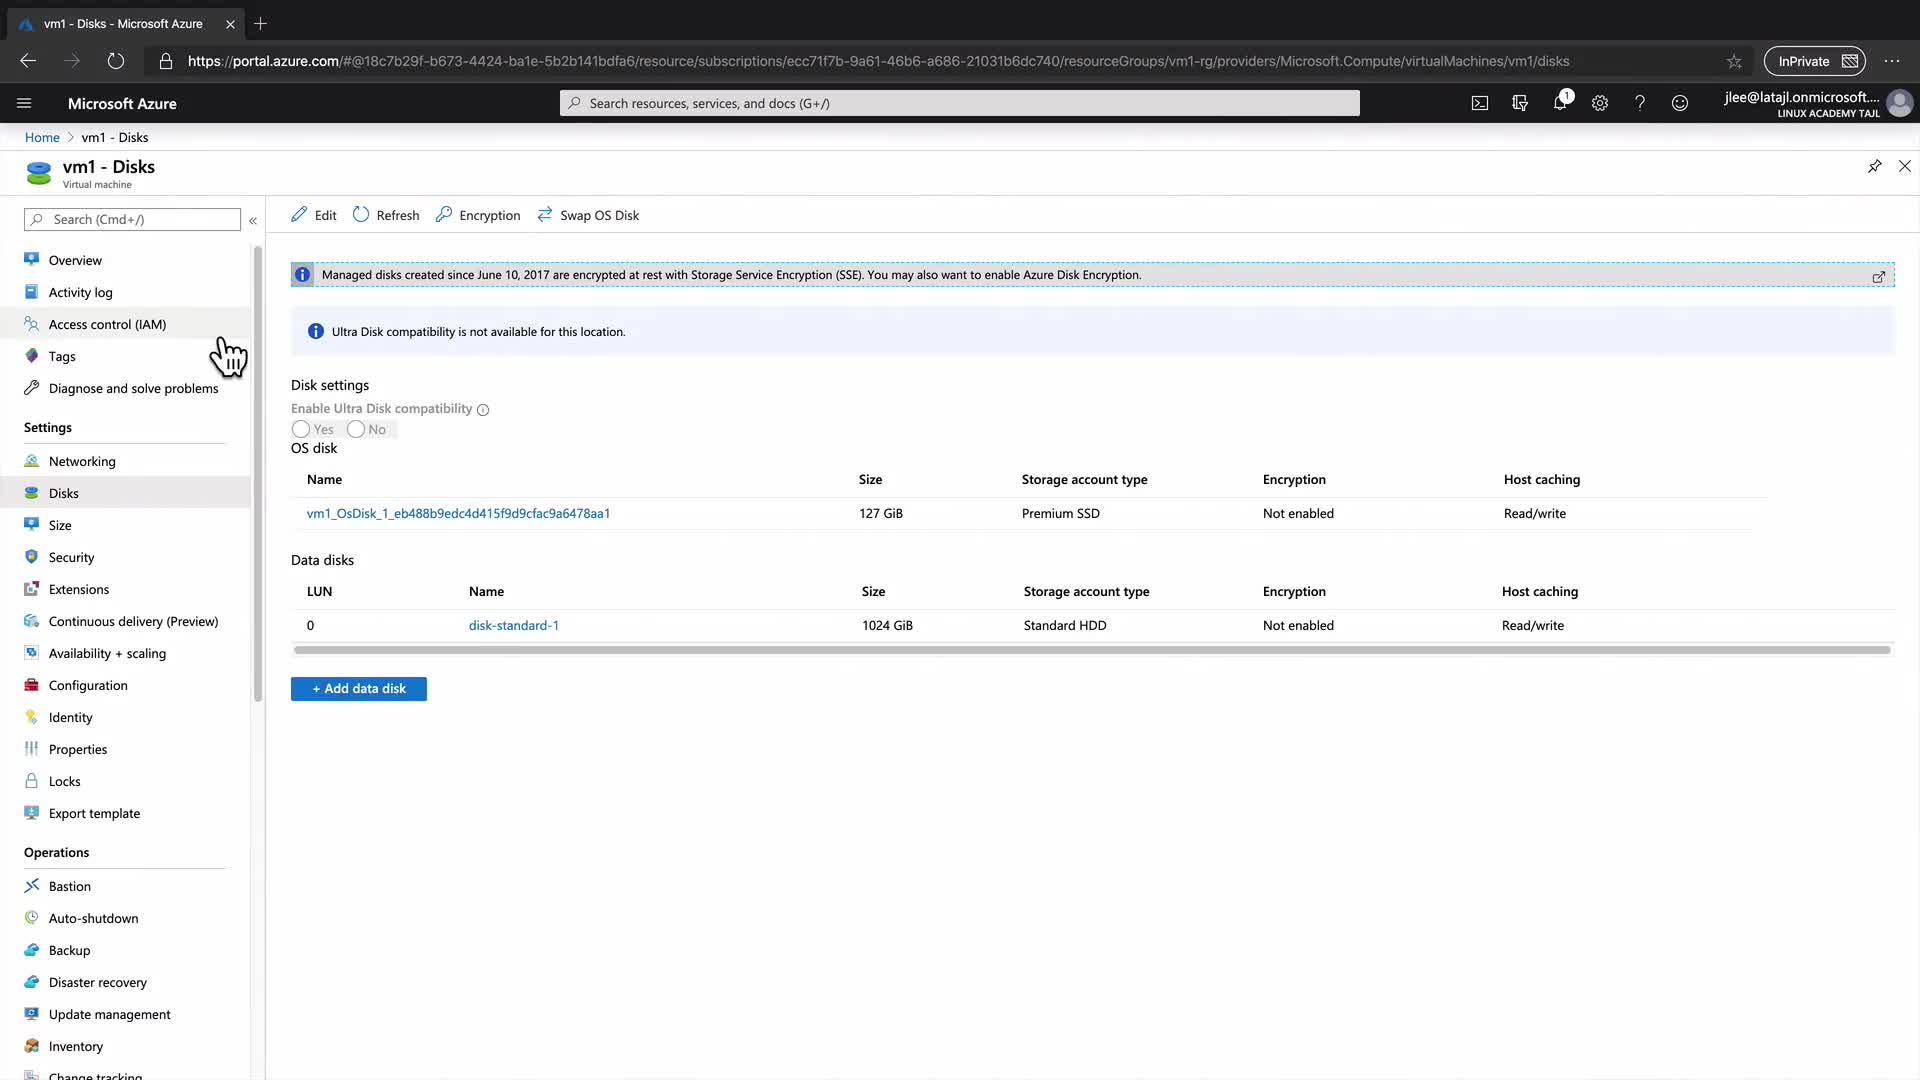 vm1 - Disks - Microsoft Azure
https://portal.azure.com/#@18c7b29f-b673-4424-ba1e-5b2b141bdfa6/resource/subscriptions/ecc71f7b-9a61-46b6-a686-21031b6dc740/resourceGroups/vm1-rg/providers/Microsoft.Compute/virtualMachines/vm1/disks
InPrivate
Microsoft Azure
Search resources, services, and docs (G+/)
1
jlee@latajl.onmicrosoft....
LINUX ACADEMY TAJL
Home > vm1 - Disks
vm1 - Disks
Virtual machine
Search (Cmd+/)
Overview
Activity log
Access control (IAM)
Tags
Diagnose and solve problems
Settings
Networking
Disks
Size
Security
Extensions
Continuous delivery (Preview)
Availability + scaling
Configuration
Identity
Properties
Locks
Export template
Operations
Bastion
Auto-shutdown
Backup
Disaster recovery
Update management
Inventory
Change tracking
Edit Refresh Encryption Swap OS Disk
Managed disks created since June 10, 2017 are encrypted at rest with Storage Service Encryption (SSE). You may also want to enable Azure Disk Encryption.
Ultra Disk compatibility is not available for this location.
Disk settings
Enable Ultra Disk compatibility
Yes No
OS disk
Name Size Storage account type Encryption Host caching
vm1_OsDisk_1_eb488b9edc4d415f9d9cfac9a6478aa1 127 GiB Premium SSD Not enabled Read/write
Data disks
LUN Name Size Storage account type Encryption Host caching
0 disk-standard-1 1024 GiB Standard HDD Not enabled Read/write
+ Add data disk